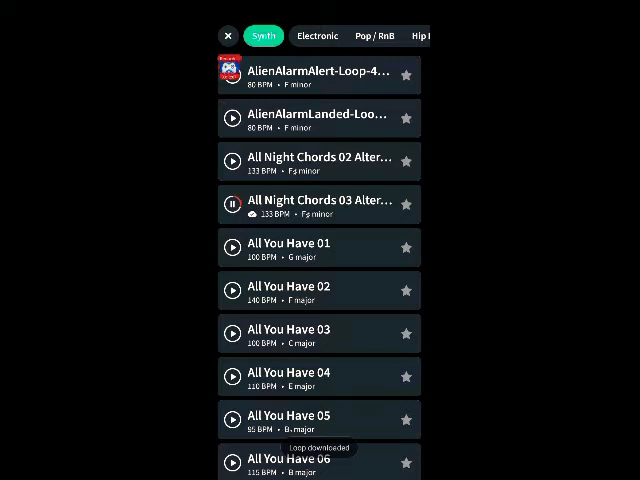 Synth Electronic Pop / RnB Hip
AlienAlarmAlert-Loop-4...
80 BPM • F minor
AlienAlarmLanded-Loo...
80 BPM • F minor
All Night Chords 02 Alter...
133 BPM • F♯ minor
All Night Chords 03 Alter...
133 BPM • F♯ minor
All You Have 01
100 BPM • G major
All You Have 02
140 BPM • F major
All You Have 03
100 BPM • C major
All You Have 04
110 BPM • E major
All You Have 05
95 BPM • B♭ major
Loop downloaded
All You Have 06
115 BPM • B major